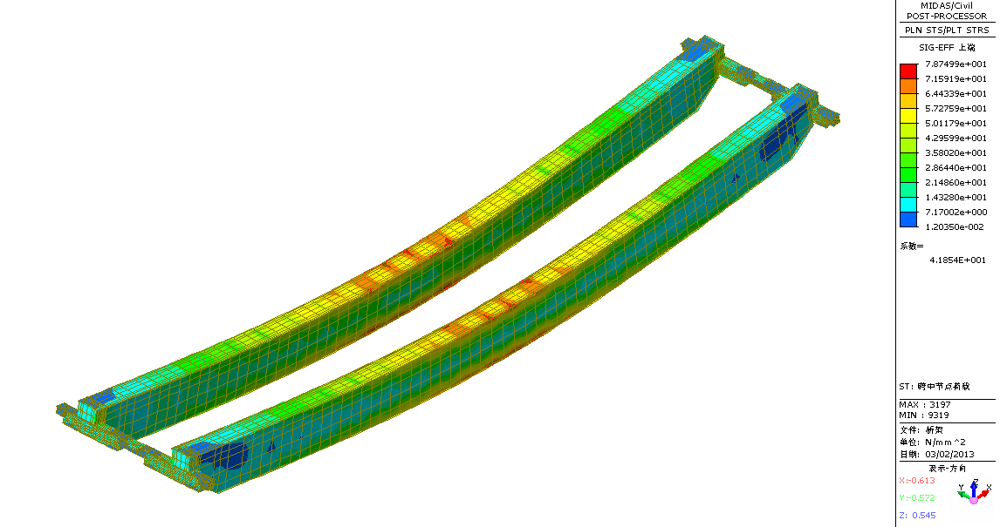 MIDAS/Civil
POST-PROCESSOR
PLN STS/PLT STRS
SIG-EFF 上端
7.87499e+001
7.15919e+001
6.44339e+001
5.72759e+001
5.01179e+001
4.29599e+001
3.58020e+001
2.86440e+001
2.14860e+001
1.43280e+001
7.17002e+000
1.20350e-002
系数=
4.1854E+001
ST: 跨中节点荷载
MAX : 3197
MIN : 9319
文件: 桥架
单位: N/mm^2
日期: 03/02/2013
表示-方向
X:-0.613
Y:-0.572
Z: 0.545
Y Z X